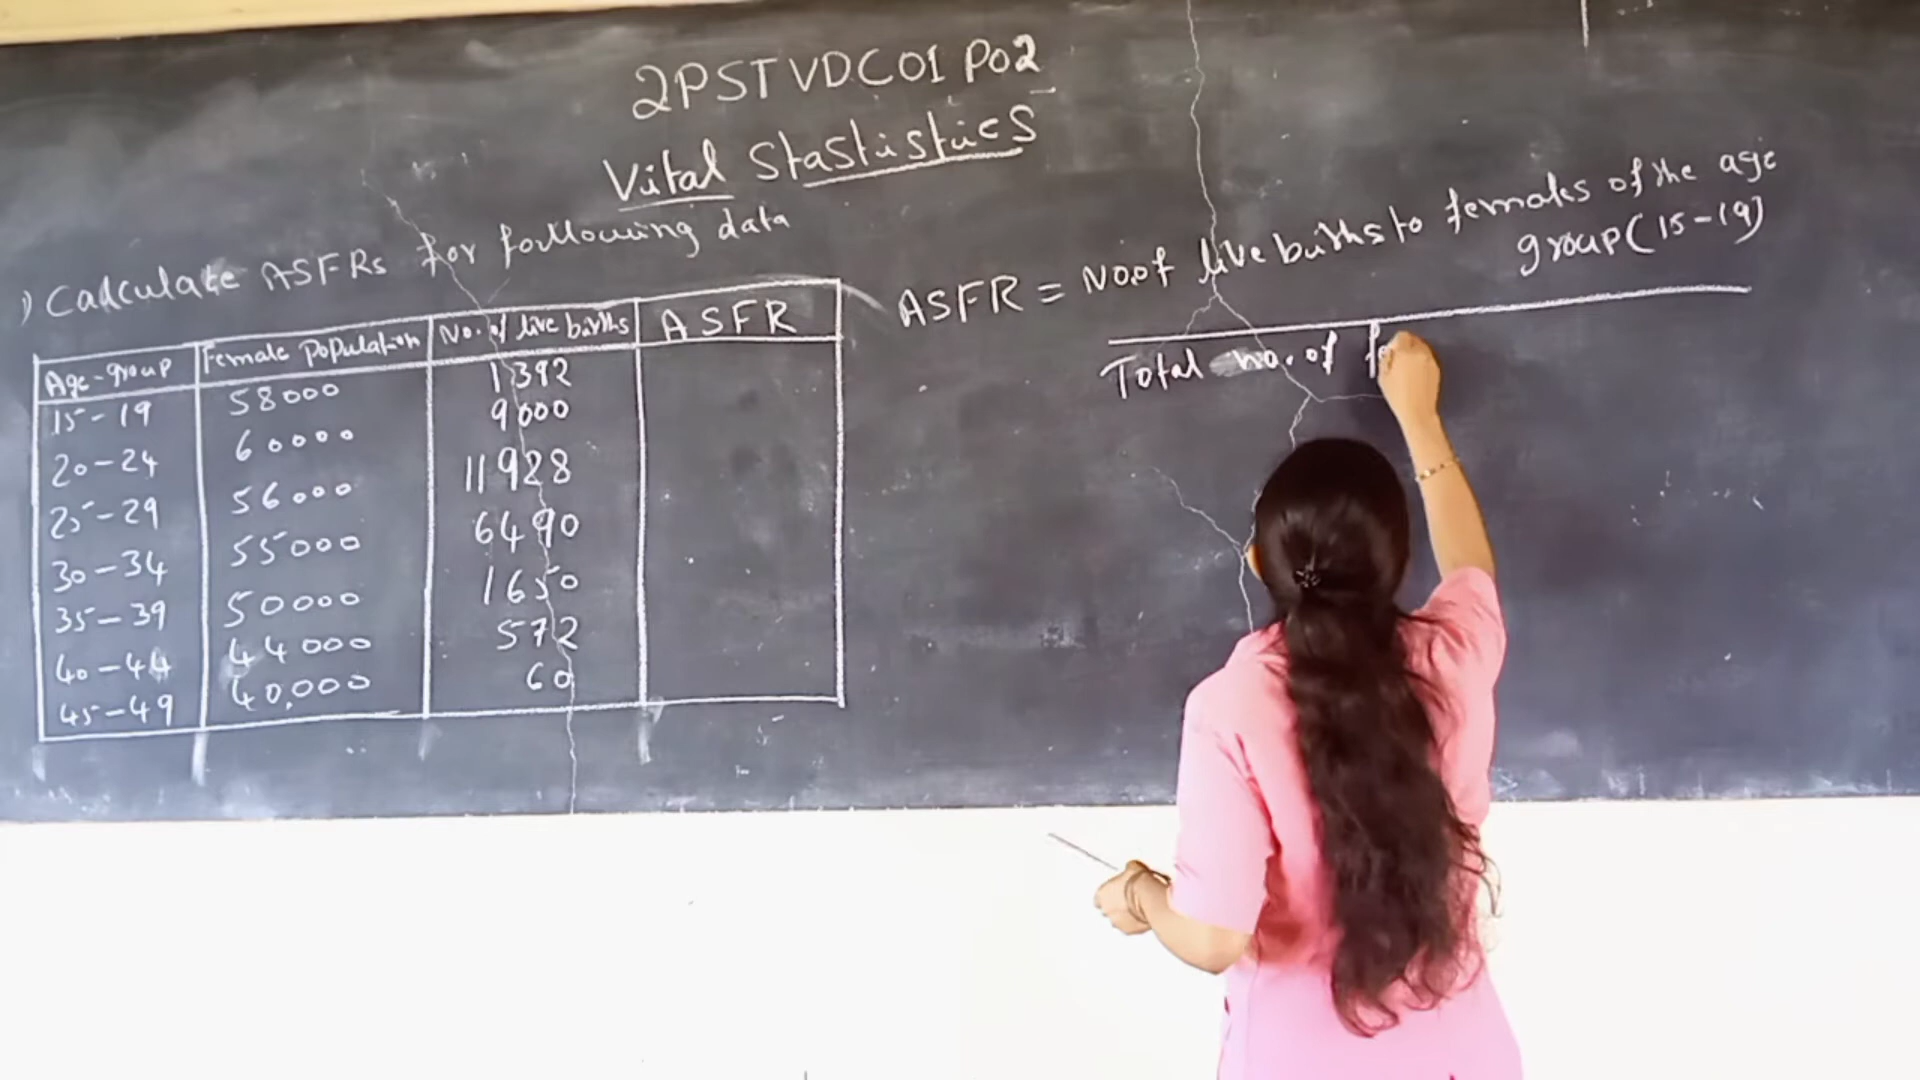 2PSTVDC01P02
Vital Stastistics
1) Calculate ASFRs for following data
Age-group Female Population No. of live births ASFR
15-19 58000 1392
20-24 60000 9000
25-29 56000 11928
30-34 55000 6490
35-39 50000 1650
40-44 44000 572
45-49 40,000 60
ASFR = No.of live births to females of the age
group (15-19)
Total no. of fe